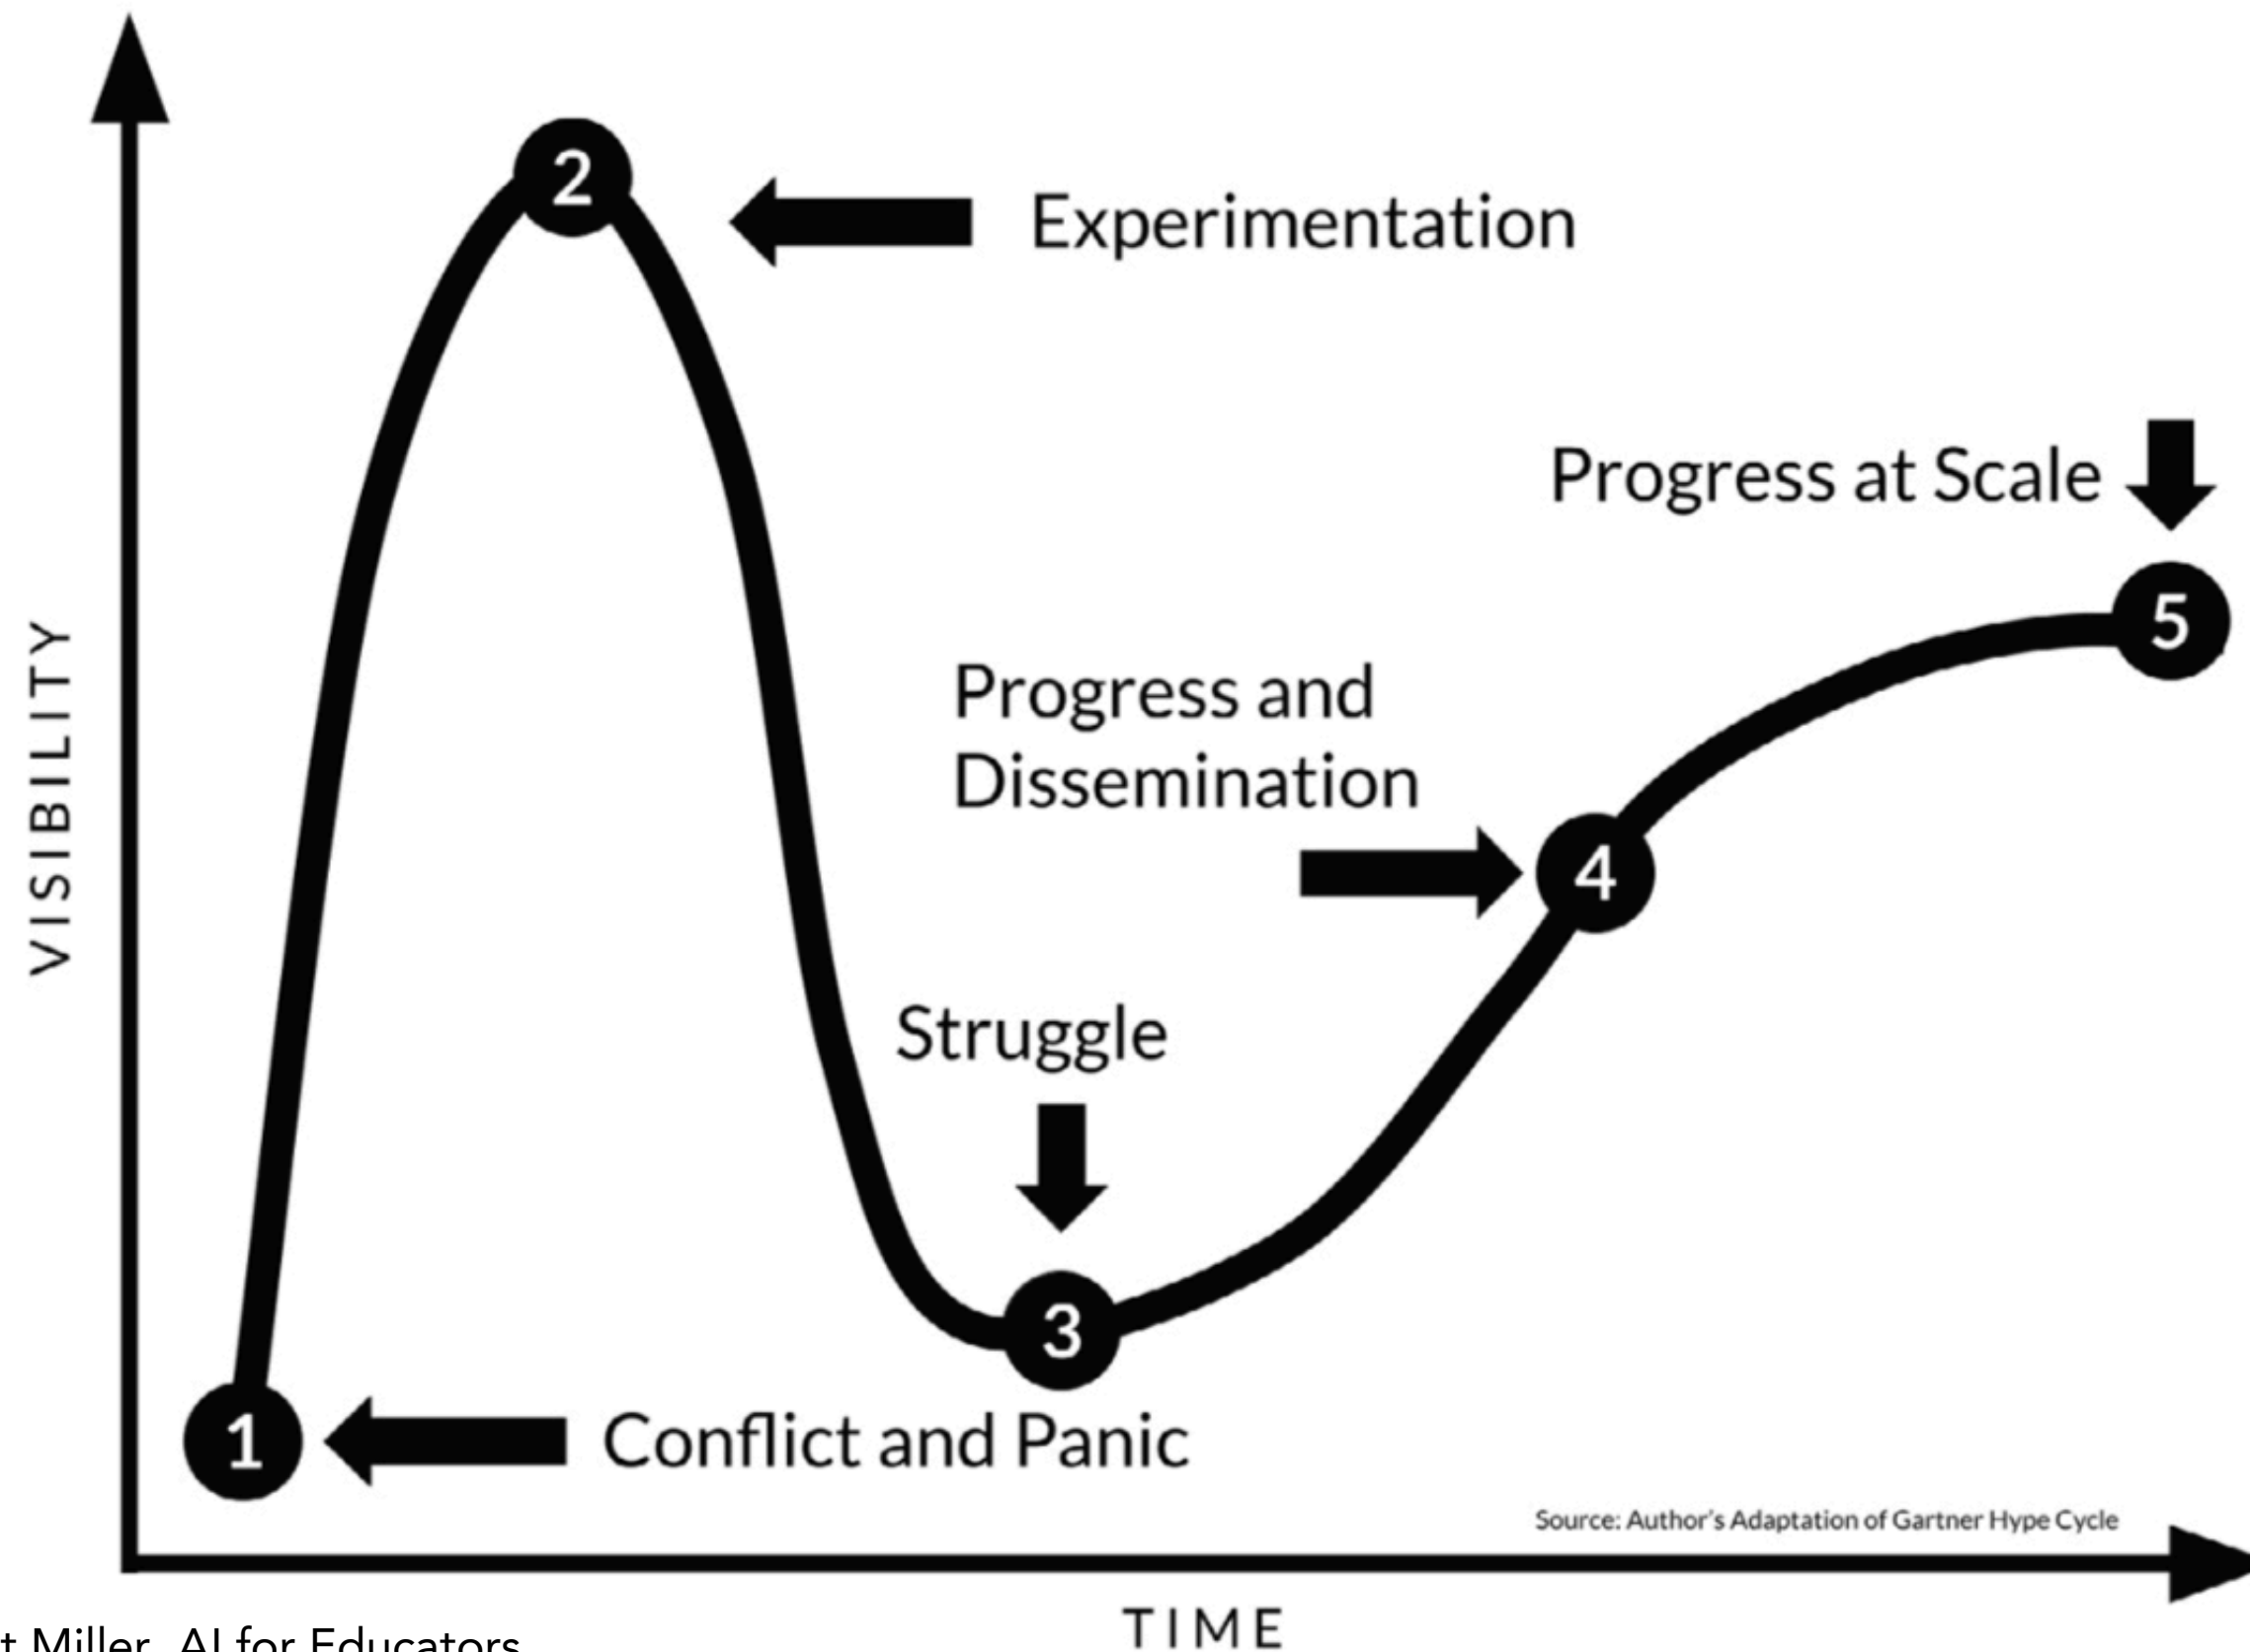 2
Experimentation
Progress at Scale
5
Progress and
Dissemination
4
Struggle
3
1
Conflict and Panic
VISIBILITY
Source: Author's Adaptation of Gartner Hype Cycle
TIME
t Miller, AI for Educators